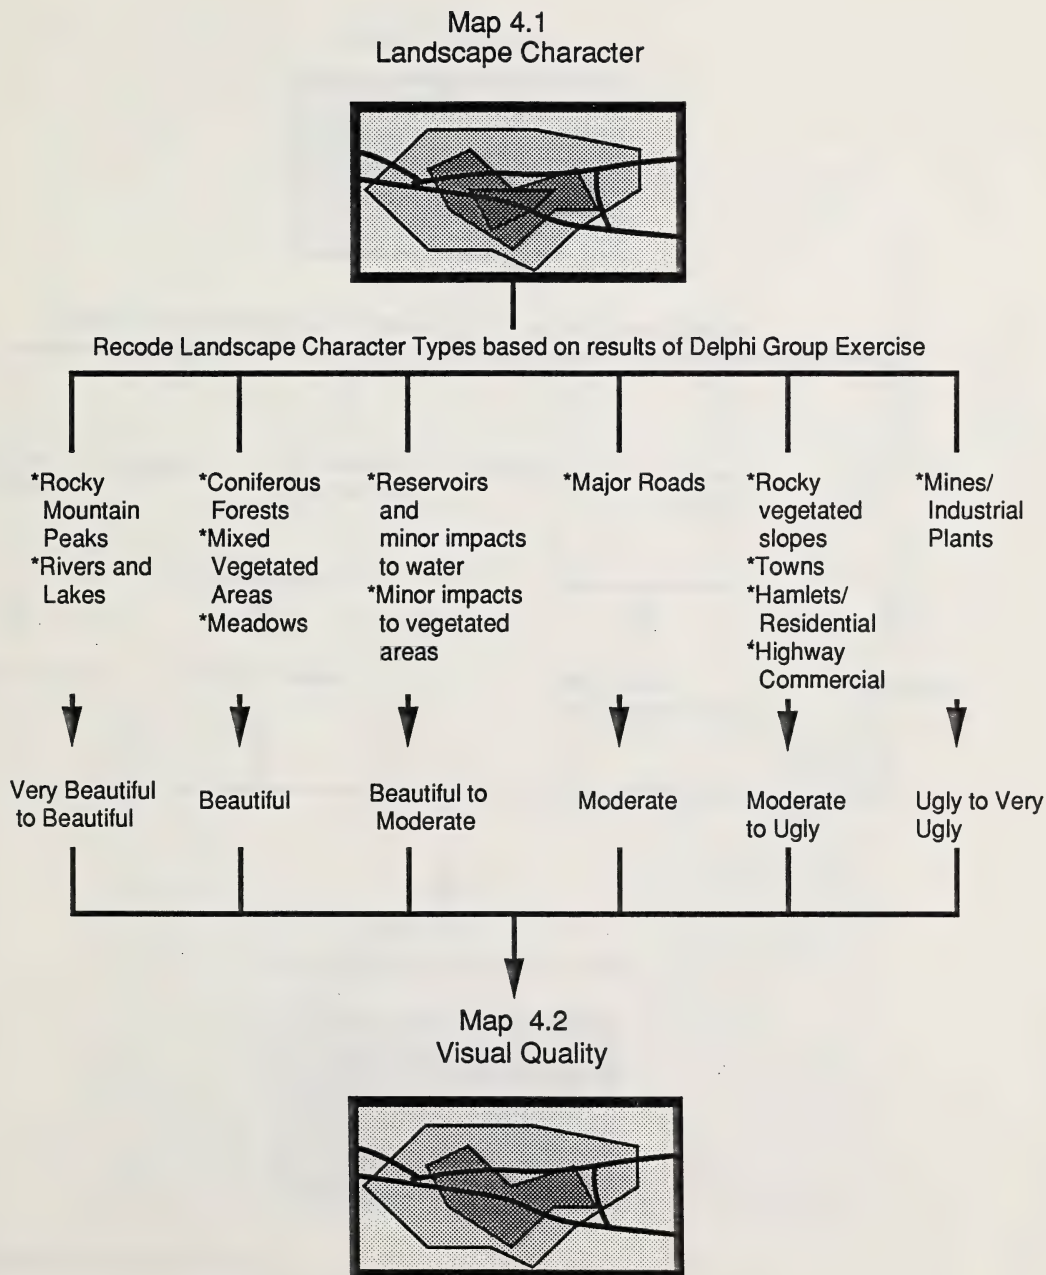 Map 4.1
Landscape Character
Recode Landscape Character Types based on results of Delphi Group Exercise
*Rocky
Mountain
Peaks
*Rivers and
Lakes
*Coniferous
Forests
*Mixed
Vegetated
Areas
*Meadows
*Reservoirs
and
minor impacts
to water
*Minor impacts
to vegetated
areas
*Major Roads
*Rocky
vegetated
slopes
*Towns
*Hamlets/
Residential
*Highway
Commercial
*Mines/
Industrial
Plants
Very Beautiful
to Beautiful
Beautiful
Beautiful to
Moderate
Moderate
Moderate
to Ugly
Ugly to Very
Ugly
Map 4.2
Visual Quality